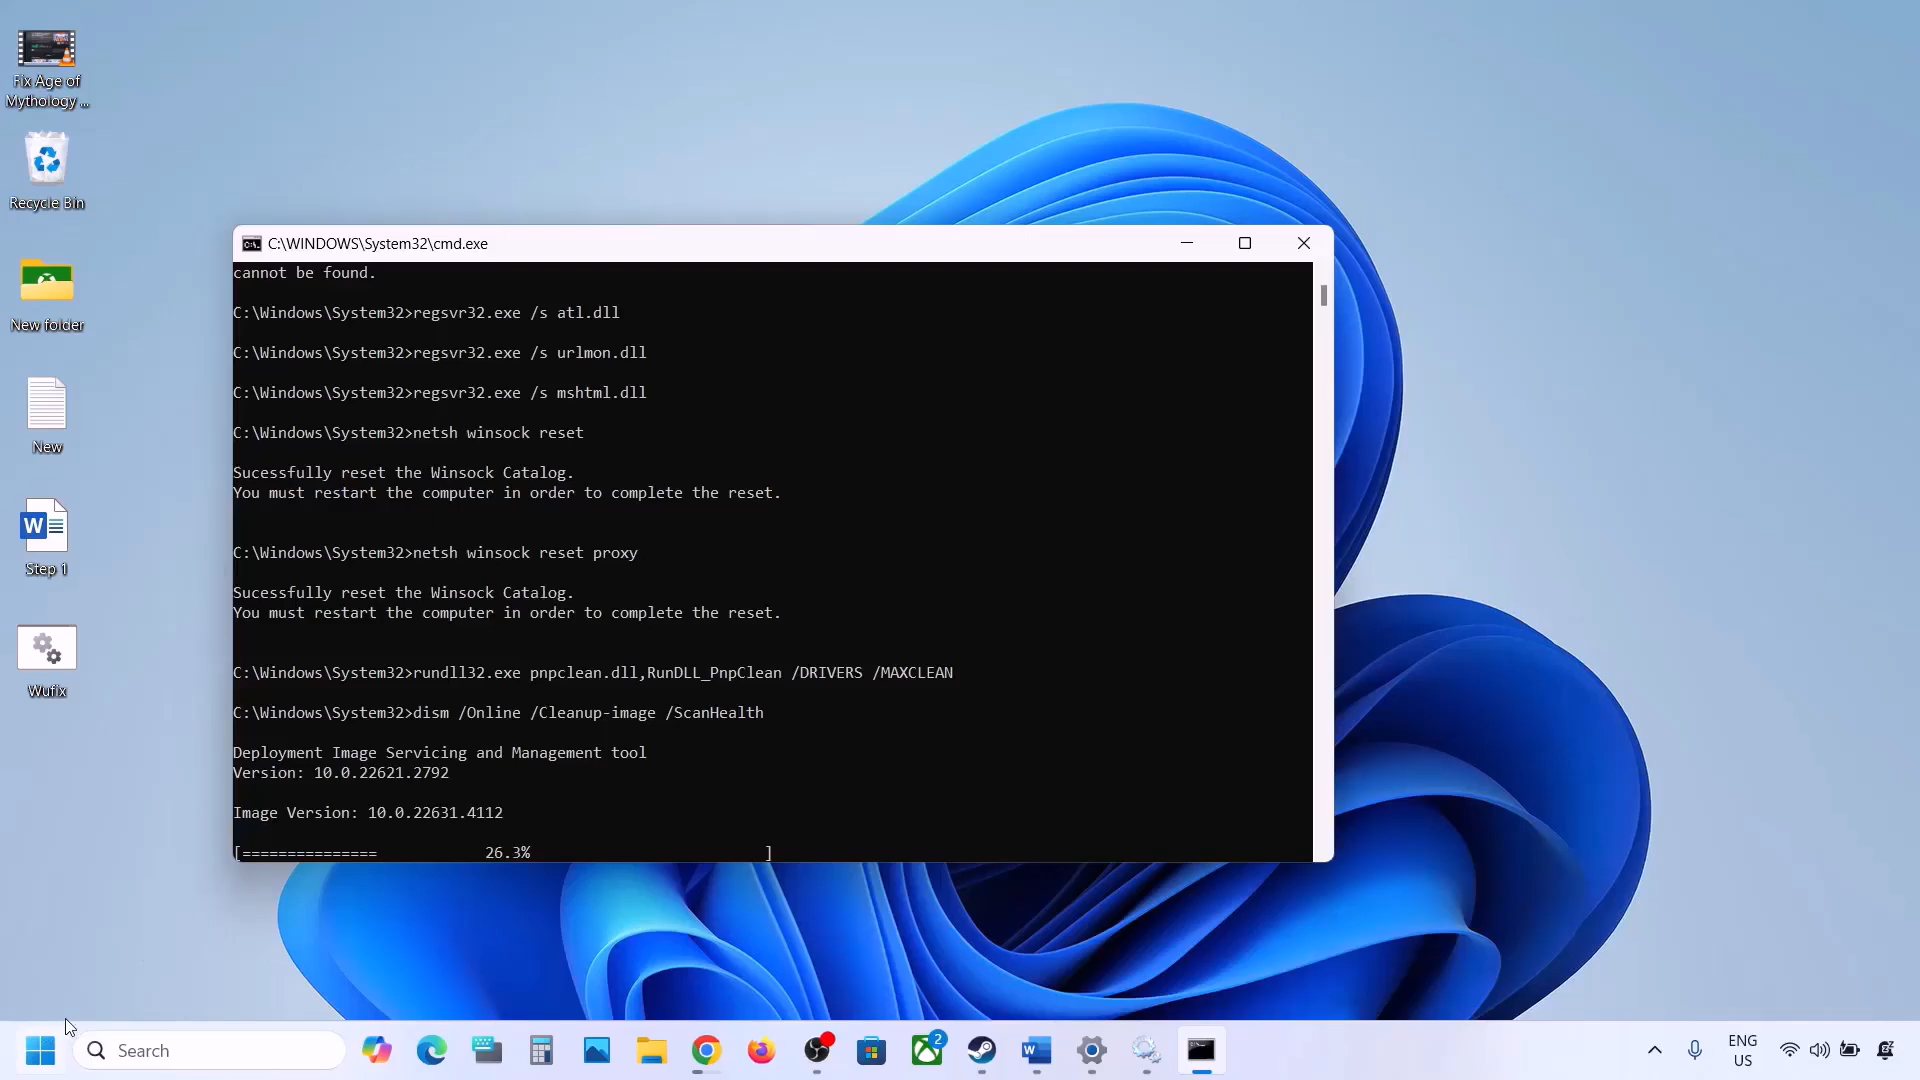 Fix Age of
Mythology ...
Recycle Bin
New folder
New
Step 1
Wufix
C:\WINDOWS\System32\cmd.exe
cannot be found.
C:\Windows\System32>regsvr32.exe /s atl.dll
C:\Windows\System32>regsvr32.exe /s urlmon.dll
C:\Windows\System32>regsvr32.exe /s mshtml.dll
C:\Windows\System32>netsh winsock reset
Sucessfully reset the Winsock Catalog.
You must restart the computer in order to complete the reset.
C:\Windows\System32>netsh winsock reset proxy
Sucessfully reset the Winsock Catalog.
You must restart the computer in order to complete the reset.
C:\Windows\System32>rundll32.exe pnpclean.dll,RunDLL_PnpClean /DRIVERS /MAXCLEAN
C:\Windows\System32>dism /Online /Cleanup-image /ScanHealth
Deployment Image Servicing and Management tool
Version: 10.0.22621.2792
Image Version: 10.0.22631.4112
[=============== 26.3% ]
Search
2
ENG
US